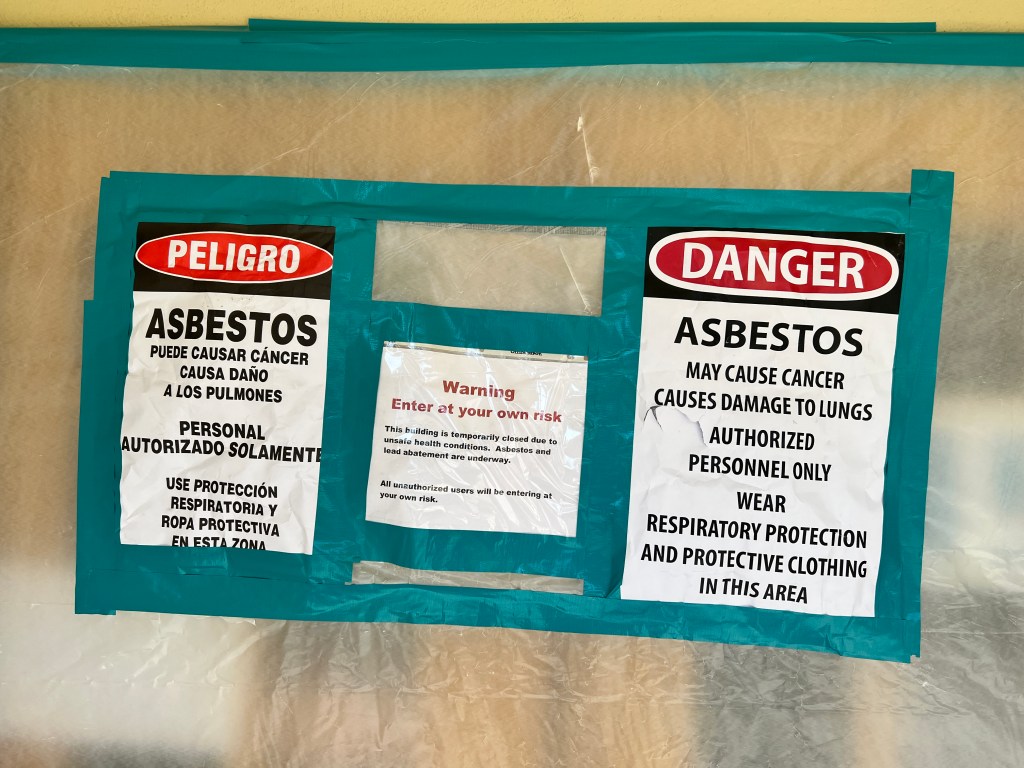 PELIGRO
ASBESTOS
PUEDE CAUSAR CÁNCER
CAUSA DAÑO
A LOS PULMONES
PERSONAL
AUTORIZADO SOLAMENTE
USE PROTECCIÓN
RESPIRATORIA Y
ROPA PROTECTIVA
EN ESTA ZONA
Warning
Enter at your own risk
This building is temporarily closed due to
unsafe health conditions. Asbestos and
lead abatement are underway.
All unauthorized users will be entering at
your own risk.
DANGER
ASBESTOS
MAY CAUSE CANCER
CAUSES DAMAGE TO LUNGS
AUTHORIZED
PERSONNEL ONLY
WEAR
RESPIRATORY PROTECTION
AND PROTECTIVE CLOTHING
IN THIS AREA